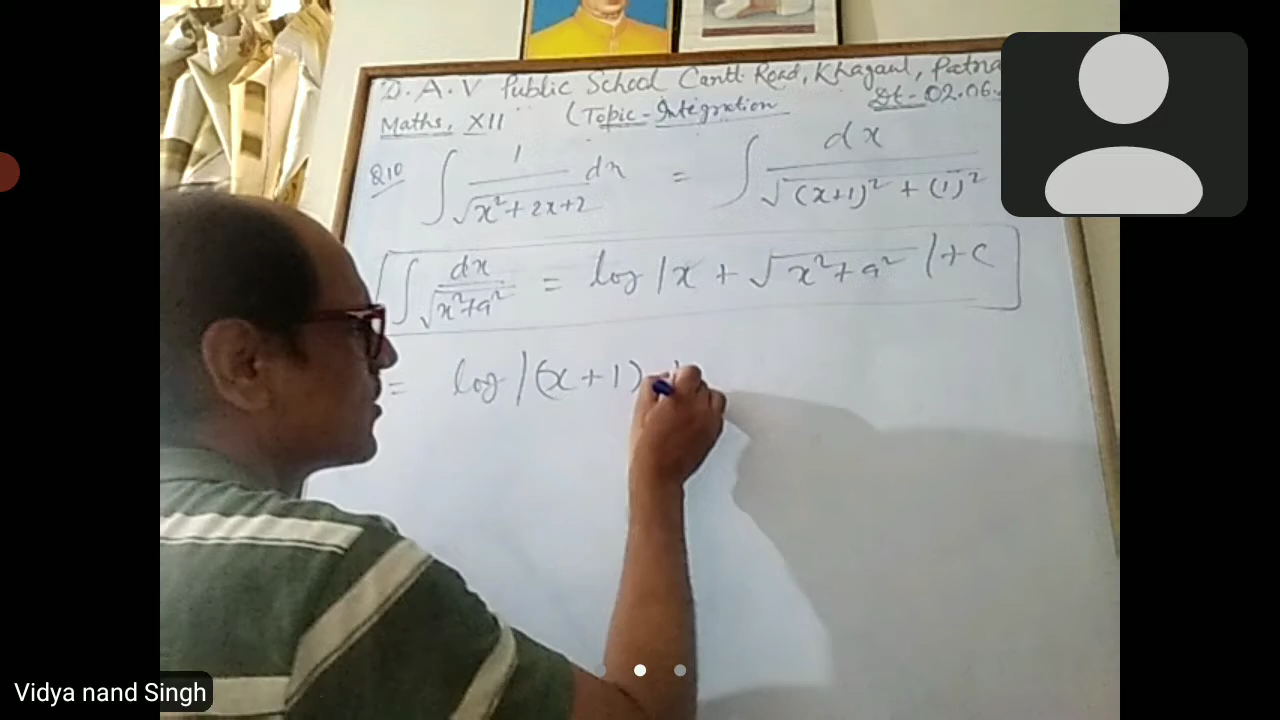 D.A.V Public School Cantt. Road, Khagaul, Patna
Maths, XII (Topic - Integration Dt - 02.06.
Q10 ∫ 1/√(x²+2x+2) dx = ∫ dx/√((x+1)² + (1)²)
∫ dx/√(x²+a²) = log |x + √(x²+a²)| + c
= log |(x+1)
Vidya nand Singh